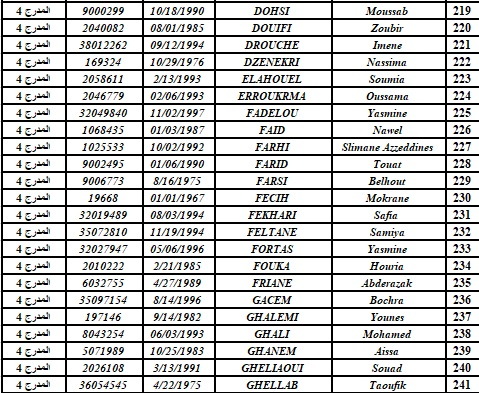 المدرج 4 9000299 10/18/1990 DOHSI Moussab 219
المدرج 4 2040082 08/01/1985 DOUIFI Zoubir 220
المدرج 4 38012262 09/12/1994 DROUCHE Imene 221
المدرج 4 169324 10/29/1976 DZENEKRI Nassima 222
المدرج 4 2058611 2/13/1993 ELAHOUEL Soumia 223
المدرج 4 2046779 02/06/1993 ERROUKRMA Oussama 224
المدرج 4 32049840 11/02/1997 FADELOU Yasmine 225
المدرج 4 1068435 01/03/1987 FAID Nawel 226
المدرج 4 1025533 10/02/1992 FARHI Slimane Azzeddines 227
المدرج 4 9002495 01/06/1990 FARID Touat 228
المدرج 4 9006773 8/16/1975 FARSI Belhout 229
المدرج 4 19668 01/01/1967 FECIH Mokrane 230
المدرج 4 32019489 08/03/1994 FEKHARI Safia 231
المدرج 4 35072810 11/19/1994 FELTANE Samiya 232
المدرج 4 32027947 05/06/1996 FORTAS Yasmine 233
المدرج 4 2010222 2/21/1985 FOUKA Houria 234
المدرج 4 6032755 4/27/1989 FRIANE Abderazak 235
المدرج 4 35097154 8/14/1996 GACEM Bochra 236
المدرج 4 197146 9/14/1982 GHALEMI Younes 237
المدرج 4 8043254 06/03/1993 GHALI Mohamed 238
المدرج 4 5071989 10/25/1983 GHANEM Aissa 239
المدرج 4 2026108 3/13/1991 GHELIAOUI Souad 240
المدرج 4 36054545 4/22/1975 GHELLAB Taoufik 241